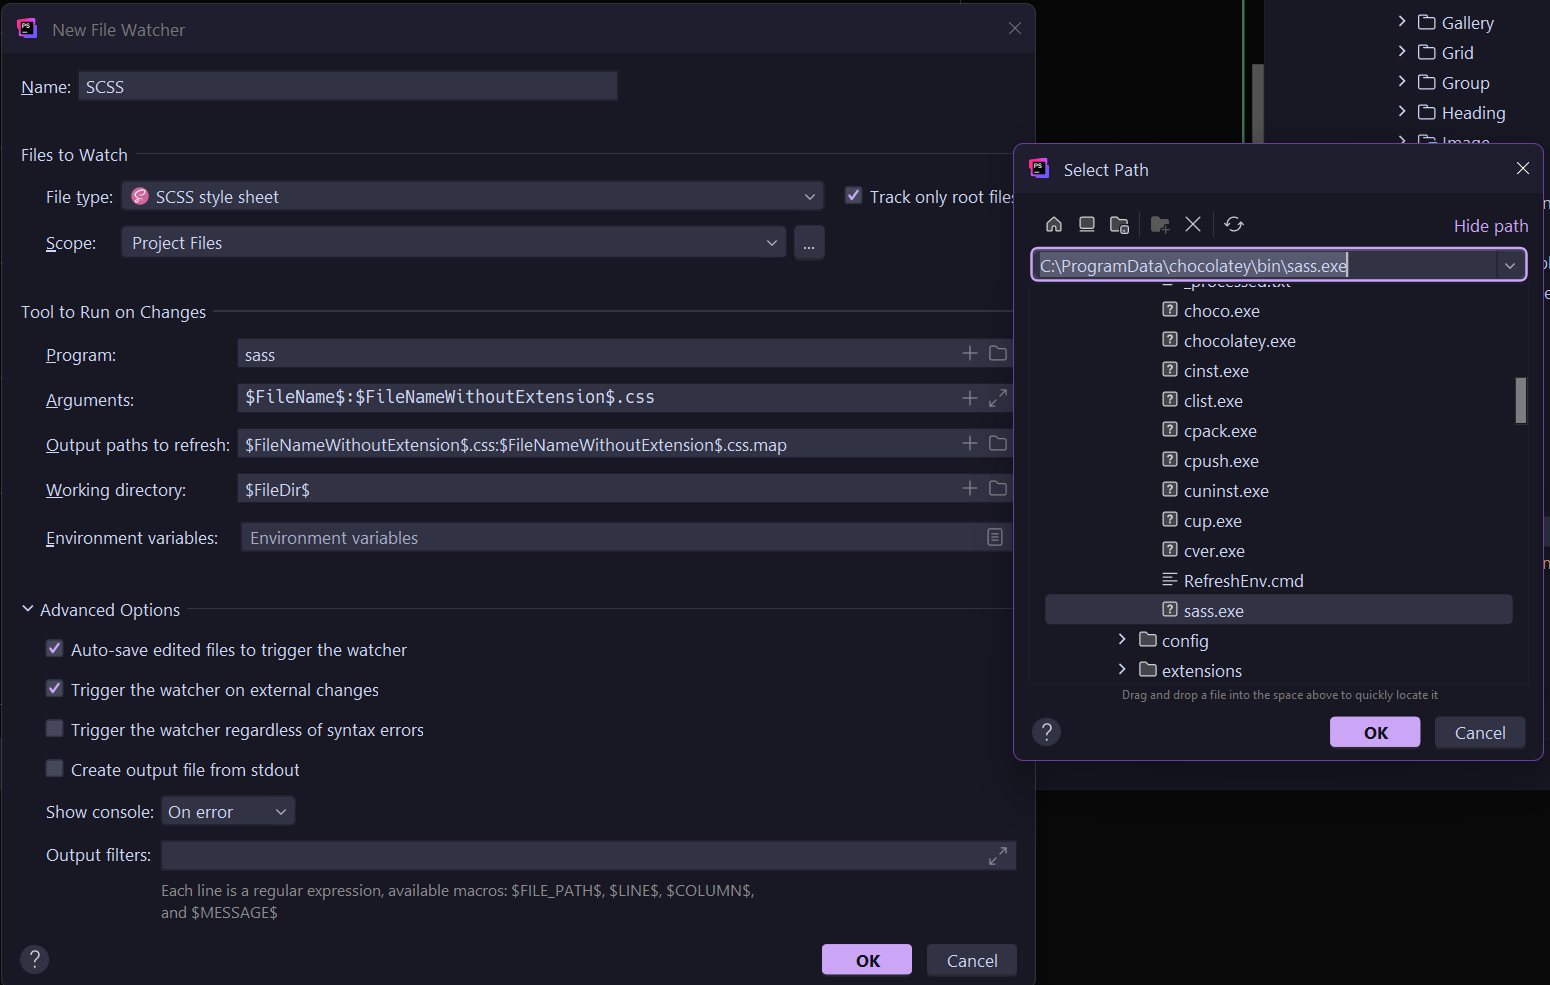 New File Watcher
Name: SCSS
Files to Watch
File type: SCSS style sheet
Track only root files
Scope: Project Files
...
Tool to Run on Changes
Program: sass
Arguments: $FileName$:$FileNameWithoutExtension$.css
Output paths to refresh: $FileNameWithoutExtension$.css:$FileNameWithoutExtension$.css.map
Working directory: $FileDir$
Environment variables: Environment variables
Advanced Options
Auto-save edited files to trigger the watcher
Trigger the watcher on external changes
Trigger the watcher regardless of syntax errors
Create output file from stdout
Show console: On error
Output filters:
Each line is a regular expression, available macros: $FILE_PATH$, $LINE$, $COLUMN$,
and $MESSAGE$
?
OK
Cancel
Gallery
Grid
Group
Heading
Image
Select Path
Hide path
C:\ProgramData\chocolatey\bin\sass.exe
_processed.txt
choco.exe
chocolatey.exe
cinst.exe
clist.exe
cpack.exe
cpush.exe
cuninst.exe
cup.exe
cver.exe
RefreshEnv.cmd
sass.exe
config
extensions
Drag and drop a file into the space above to quickly locate it
?
OK
Cancel